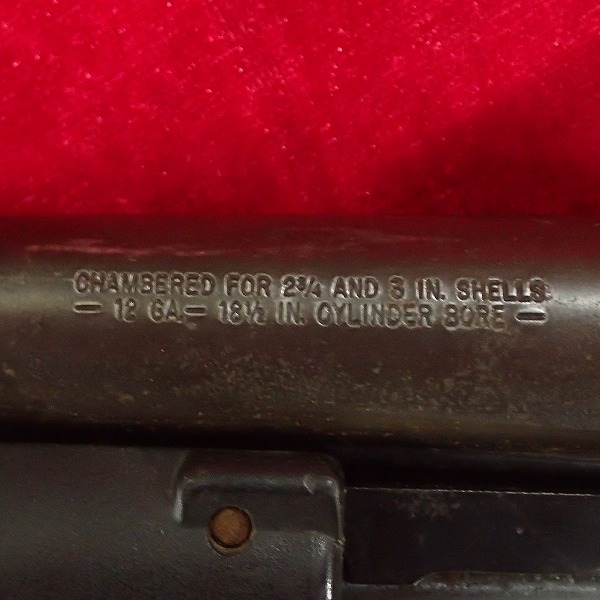 CHAMBERED FOR 2¾ AND 3 IN. SHELLS
— 12 GA.— 18½ IN. CYLINDER BORE —